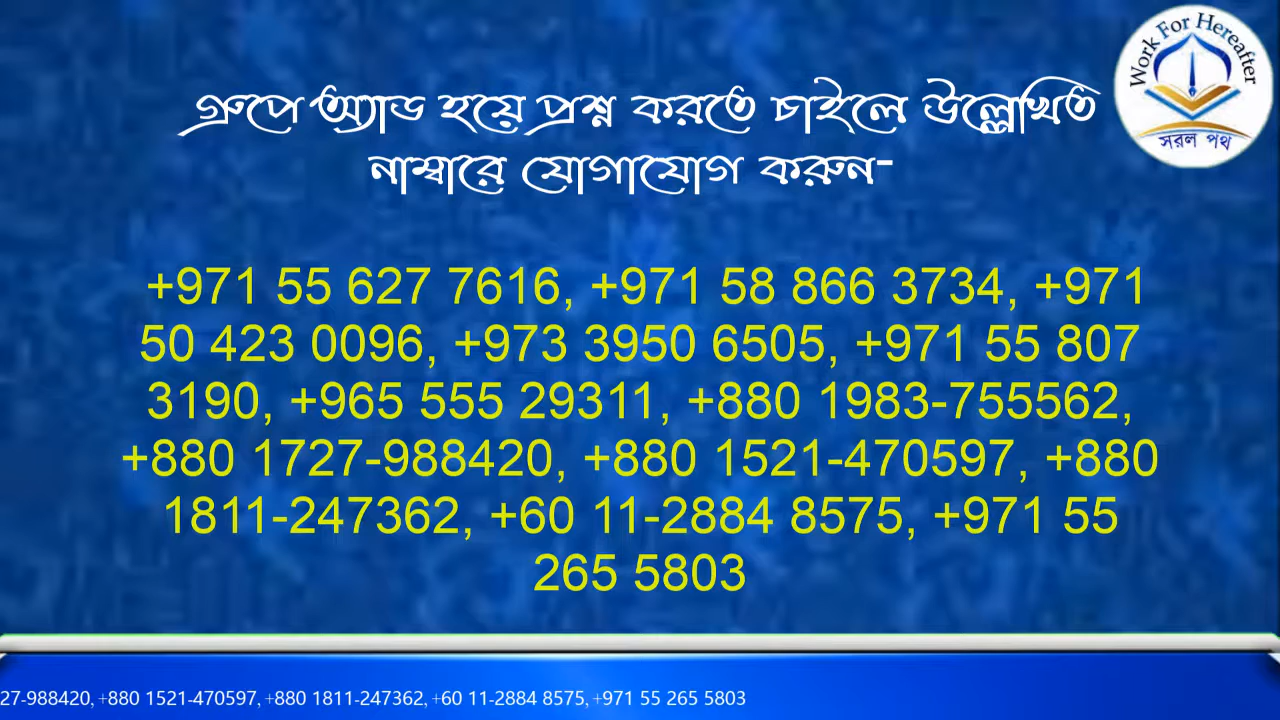 Work For Hereafter
সরল পথ
গ্রুপে অ্যাড হয়ে প্রশ্ন করতে চাইলে উল্লেখিত
নাম্বারে যোগাযোগ করুন-
+971 55 627 7616, +971 58 866 3734, +971
50 423 0096, +973 3950 6505, +971 55 807
3190, +965 555 29311, +880 1983-755562,
+880 1727-988420, +880 1521-470597, +880
1811-247362, +60 11-2884 8575, +971 55
265 5803
27-988420, +880 1521-470597, +880 1811-247362, +60 11-2884 8575, +971 55 265 5803